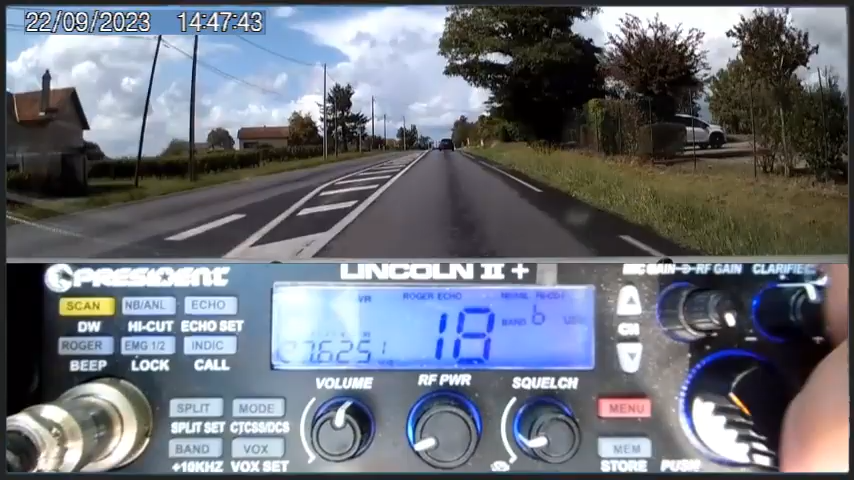 22/09/2023 14:47:43
PRESIDENT LINCOLN II + MIC GAIN RF GAIN CLARIFIER
SCAN NB/ANL ECHO
DW HI-CUT ECHO SET
ROGER EMG 1/2 INDIC
BEEP LOCK CALL
ROGER ECHO
18 BAND b
CH
VOLUME RF PWR SQUELCH
SPLIT MODE
SPLIT SET CTCSS/DCS
BAND VOX
+10KHZ VOX SET
MENU
MEM
STORE PUSH